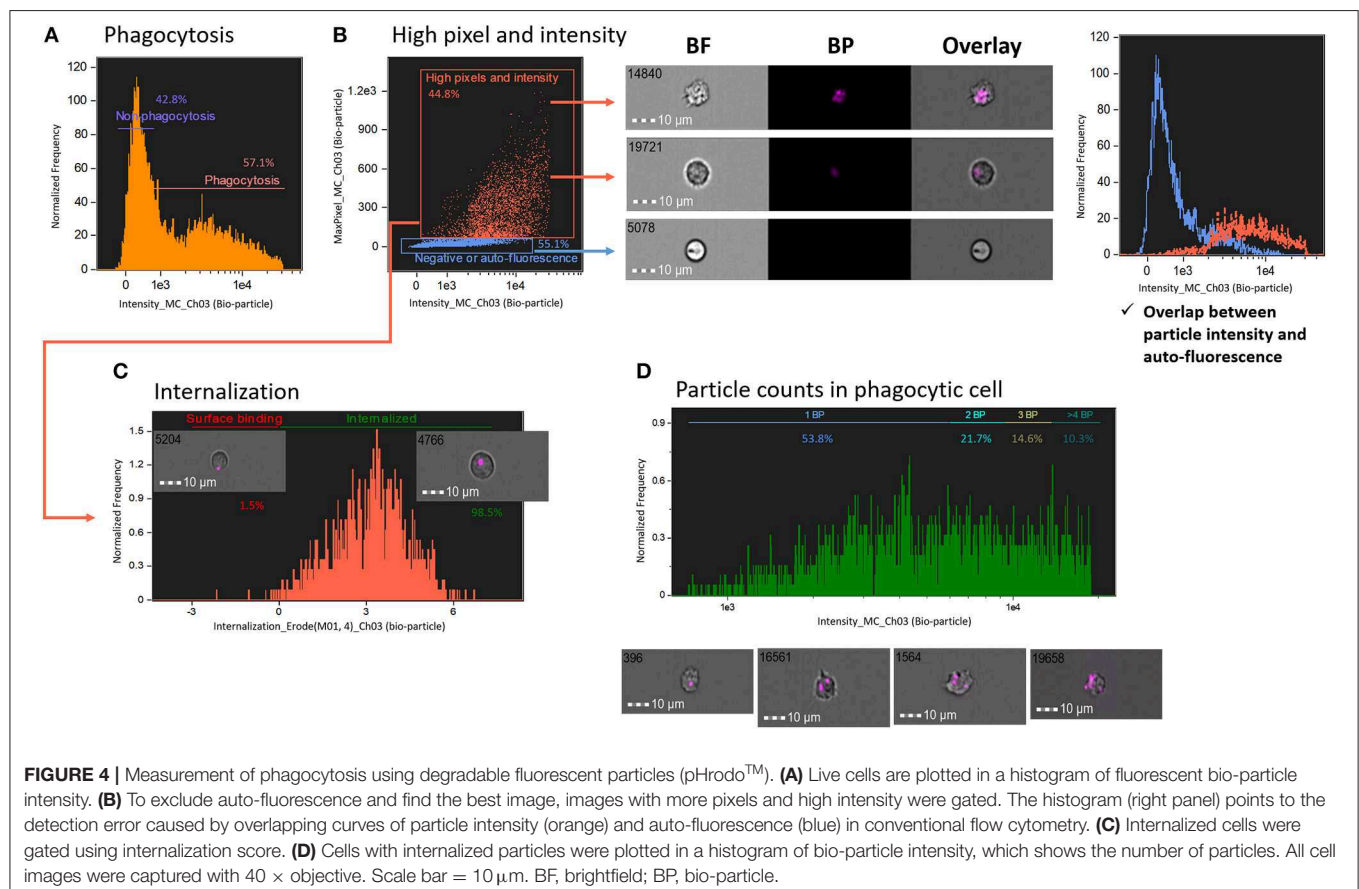 A Phagocytosis
120
100
80
60
40
20
0
Normalized Frequency
42.8%
Non-phagocytosis
57.1%
Phagocytosis
0 1e3 1e4
Intensity_MC_Ch03 (Bio-particle)
B High pixel and intensity
1.2e3
900
600
300
0
MaxPixel_MC_Ch03 (Bio-particle)
High pixels and intensity
44.8%
55.1%
Negative or auto-fluorescence
0 1e3 1e4
Intensity_MC_Ch03 (Bio-particle)
BF BP Overlay
14840
10 µm
19721
10 µm
5078
10 µm
120
100
80
60
40
20
0
Normalized Frequency
0 1e3 1e4
Intensity_MC_Ch03 (Bio-particle)
✓ Overlap between
particle intensity and
auto-fluorescence
C Internalization
1.5
1.2
0.9
0.6
0.3
0
Normalized Frequency
Surface binding Internalized
5204
10 µm
4766
10 µm
1.5%
98.5%
-3 0 3 6
Internalization_Erode(M01, 4)_Ch03 (bio-particle)
D Particle counts in phagocytic cell
0.9
0.6
0.3
0
Normalized Frequency
1 BP 2 BP 3 BP >4 BP
53.8% 21.7% 14.6% 10.3%
1e3 1e4
Intensity_MC_Ch03 (Bio-particle)
396
10 µm
16561
10 µm
1564
10 µm
19658
10 µm
FIGURE 4 | Measurement of phagocytosis using degradable fluorescent particles (pHrodo™). (A) Live cells are plotted in a histogram of fluorescent bio-particle
intensity. (B) To exclude auto-fluorescence and find the best image, images with more pixels and high intensity were gated. The histogram (right panel) points to the
detection error caused by overlapping curves of particle intensity (orange) and auto-fluorescence (blue) in conventional flow cytometry. (C) Internalized cells were
gated using internalization score. (D) Cells with internalized particles were plotted in a histogram of bio-particle intensity, which shows the number of particles. All cell
images were captured with 40 × objective. Scale bar = 10 µm. BF, brightfield; BP, bio-particle.